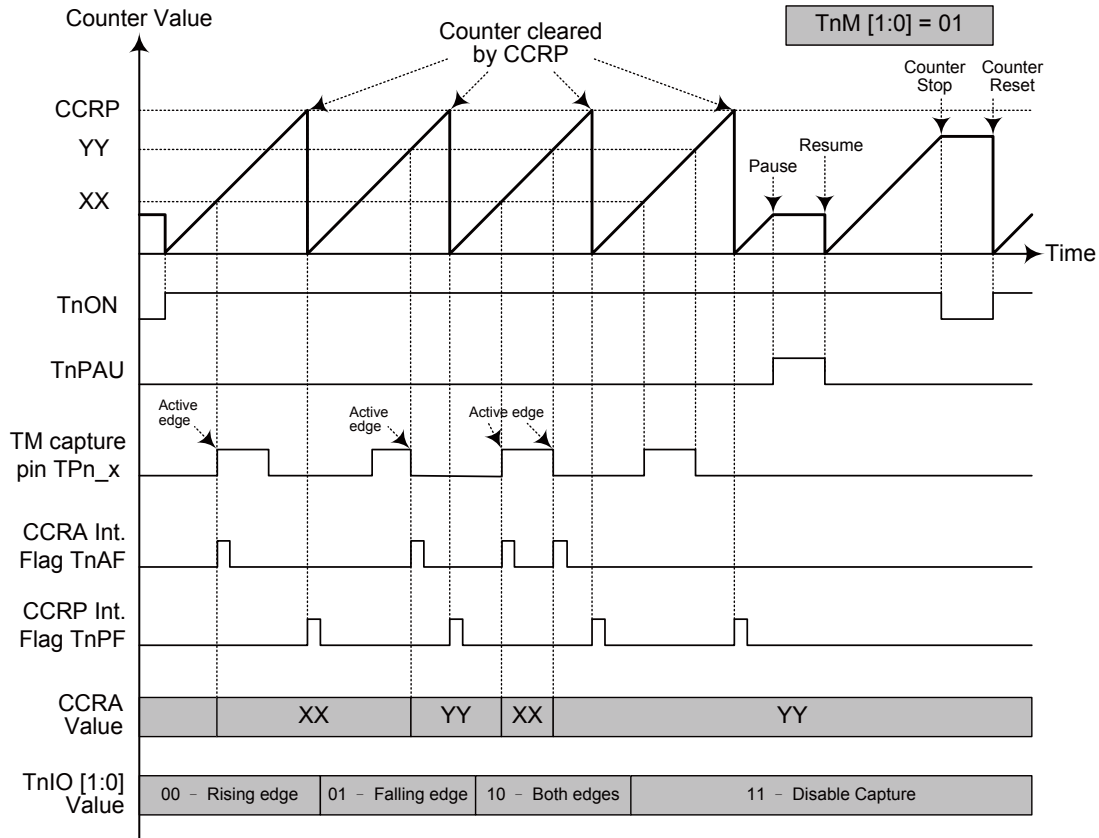 Counter Value
TnM [1:0] = 01
Counter cleared
by CCRP
Counter
Stop
Counter
Reset
CCRP
YY
Pause
Resume
XX
Time
TnON
TnPAU
Active
edge
Active
edge
Active edge
TM capture
pin TPn_x
CCRA Int.
Flag TnAF
CCRP Int.
Flag TnPF
CCRA
Value
XX
YY
XX
YY
TnIO [1:0]
Value
00 – Rising edge
01 – Falling edge
10 – Both edges
11 – Disable Capture